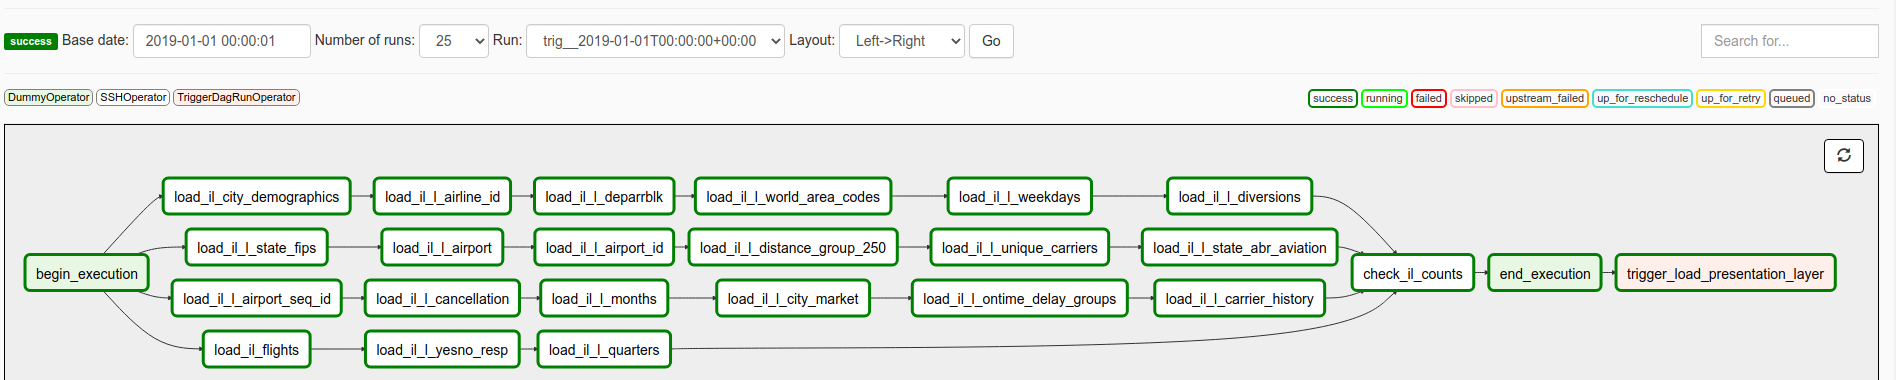 success Base date: 2019-01-01 00:00:01 Number of runs: 25 Run: trig__2019-01-01T00:00:00+00:00 Layout: Left->Right Go Search for...
DummyOperator SSHOperator TriggerDagRunOperator success running failed skipped upstream_failed up_for_reschedule up_for_retry queued no_status
load_il_city_demographics load_il_l_airline_id load_il_l_deparrblk load_il_l_world_area_codes load_il_l_weekdays load_il_l_diversions
load_il_l_state_fips load_il_l_airport load_il_l_airport_id load_il_l_distance_group_250 load_il_l_unique_carriers load_il_l_state_abr_aviation
begin_execution check_il_counts end_execution trigger_load_presentation_layer
load_il_l_airport_seq_id load_il_l_cancellation load_il_l_months load_il_l_city_market load_il_l_ontime_delay_groups load_il_l_carrier_history
load_il_flights load_il_l_yesno_resp load_il_l_quarters